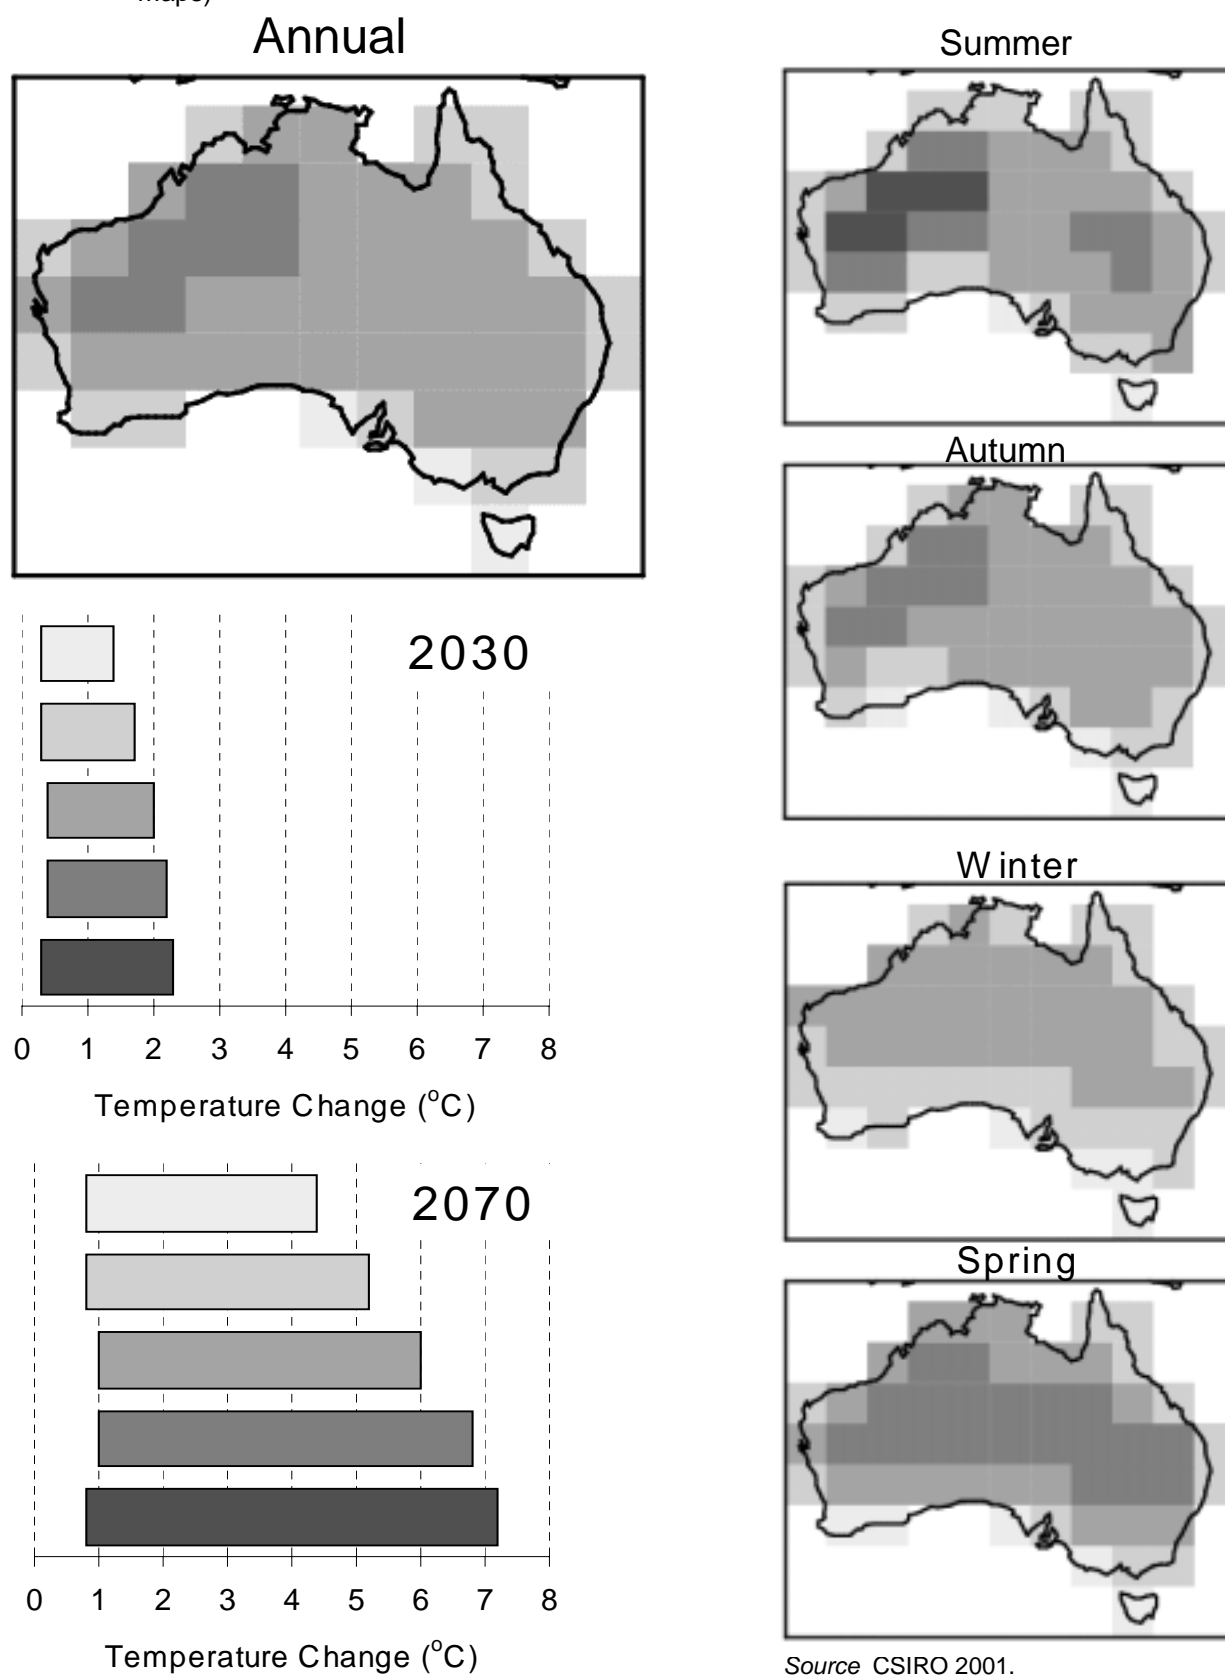 maps)
Annual
2030
0 1 2 3 4 5 6 7 8
Temperature Change (°C)
2070
0 1 2 3 4 5 6 7 8
Temperature Change (°C)
Summer
Autumn
Winter
Spring
Source CSIRO 2001.